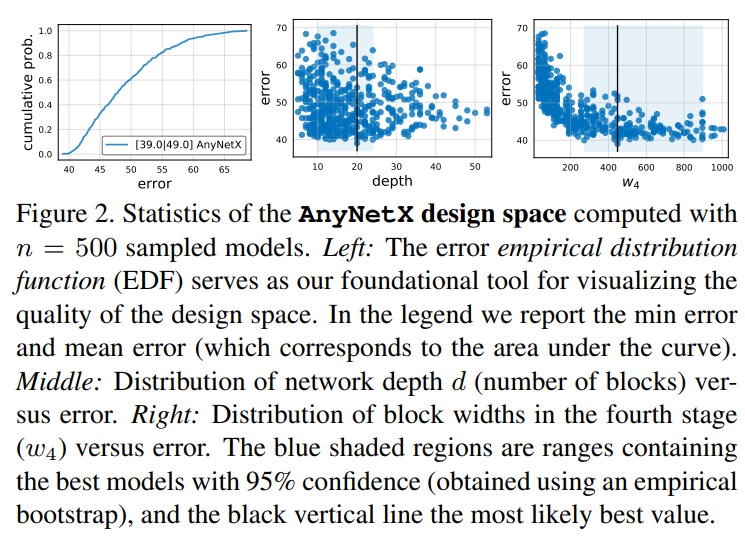 cumulative prob.
1.0
0.8
0.6
0.4
0.2
0.0
[39.0|49.0] AnyNetX
40 45 50 55 60 65
error
error
70
60
50
40
10 20 30 40 50
depth
error
70
60
50
40
200 400 600 800 1000
w4
Figure 2. Statistics of the AnyNetX design space computed with
n = 500 sampled models. Left: The error empirical distribution
function (EDF) serves as our foundational tool for visualizing the
quality of the design space. In the legend we report the min error
and mean error (which corresponds to the area under the curve).
Middle: Distribution of network depth d (number of blocks) ver-
sus error. Right: Distribution of block widths in the fourth stage
(w4) versus error. The blue shaded regions are ranges containing
the best models with 95% confidence (obtained using an empirical
bootstrap), and the black vertical line the most likely best value.